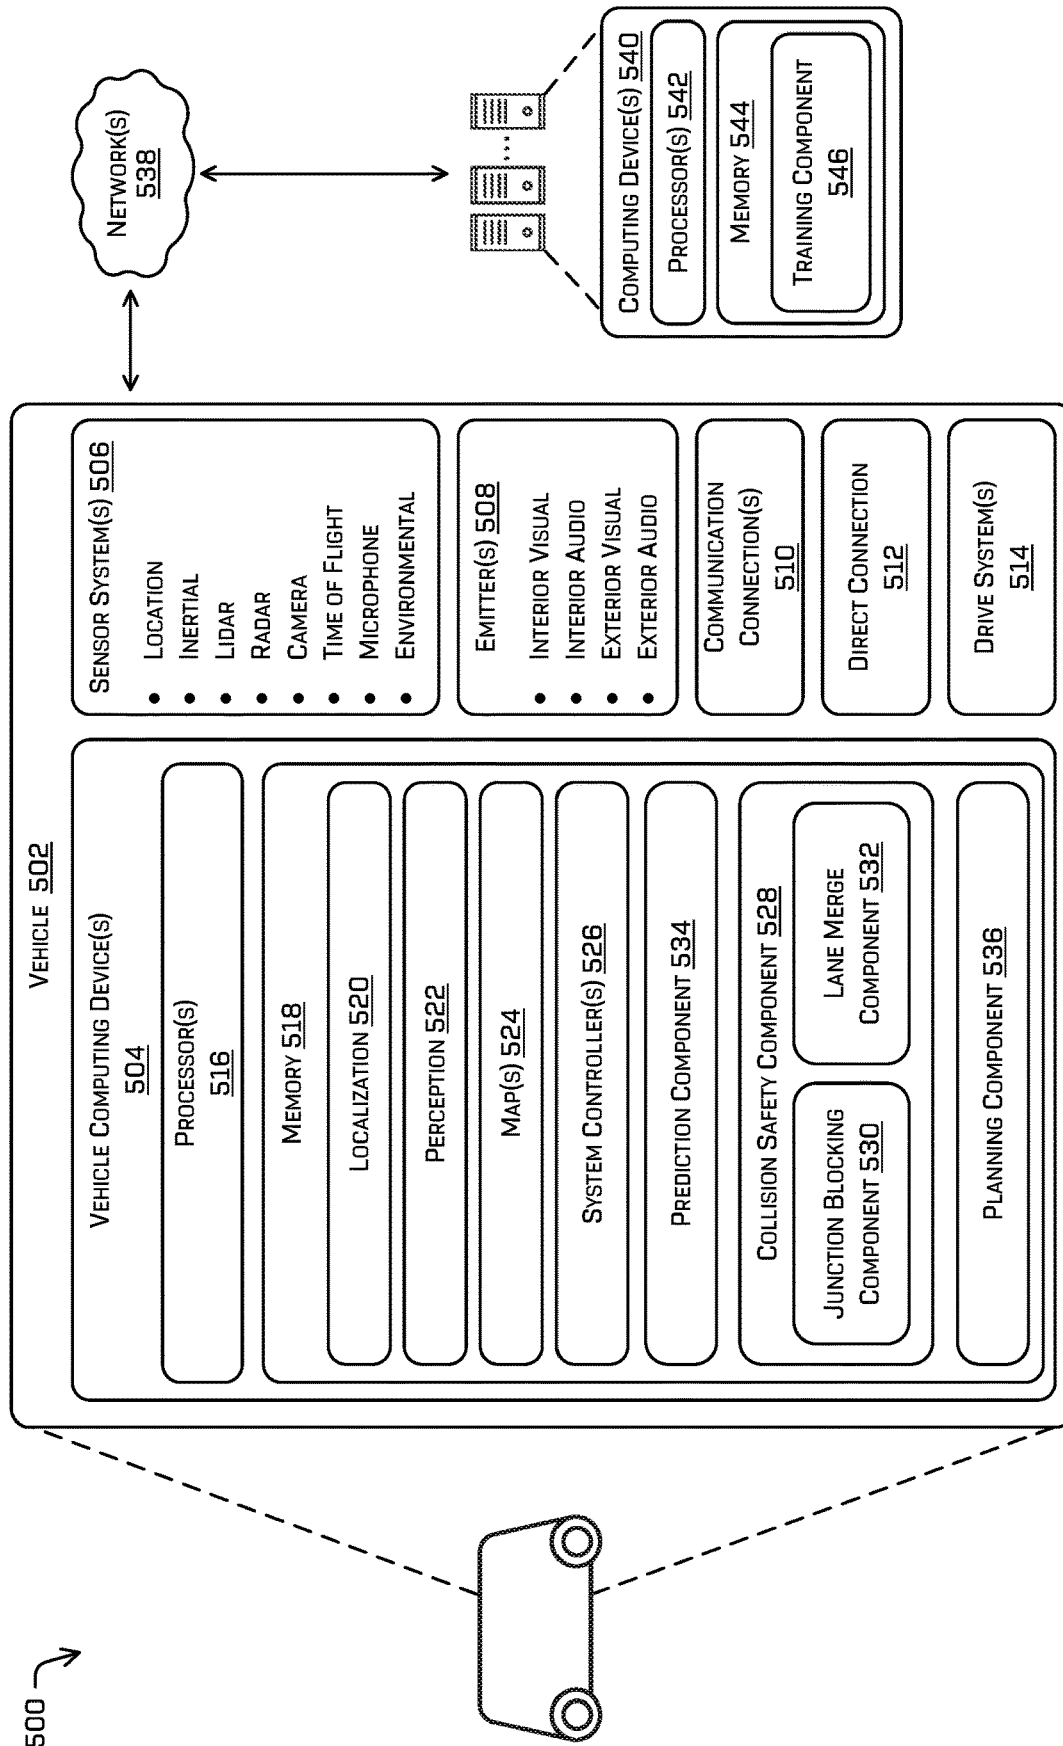 500
VEHICLE 502
VEHICLE COMPUTING DEVICE(S)
504
PROCESSOR(S)
516
MEMORY 518
LOCALIZATION 520
PERCEPTION 522
MAP(S) 524
SYSTEM CONTROLLER(S) 526
PREDICTION COMPONENT 534
COLLISION SAFETY COMPONENT 528
JUNCTION BLOCKING
COMPONENT 530
LANE MERGE
COMPONENT 532
PLANNING COMPONENT 536
SENSOR SYSTEM(S) 506
• LOCATION
• INERTIAL
• LIDAR
• RADAR
• CAMERA
• TIME OF FLIGHT
• MICROPHONE
• ENVIRONMENTAL
EMITTER(S) 508
• INTERIOR VISUAL
• INTERIOR AUDIO
• EXTERIOR VISUAL
• EXTERIOR AUDIO
COMMUNICATION
CONNECTION(S)
510
DIRECT CONNECTION
512
DRIVE SYSTEM(S)
514
NETWORK(S)
538
COMPUTING DEVICE(S) 540
PROCESSOR(S) 542
MEMORY 544
TRAINING COMPONENT
546